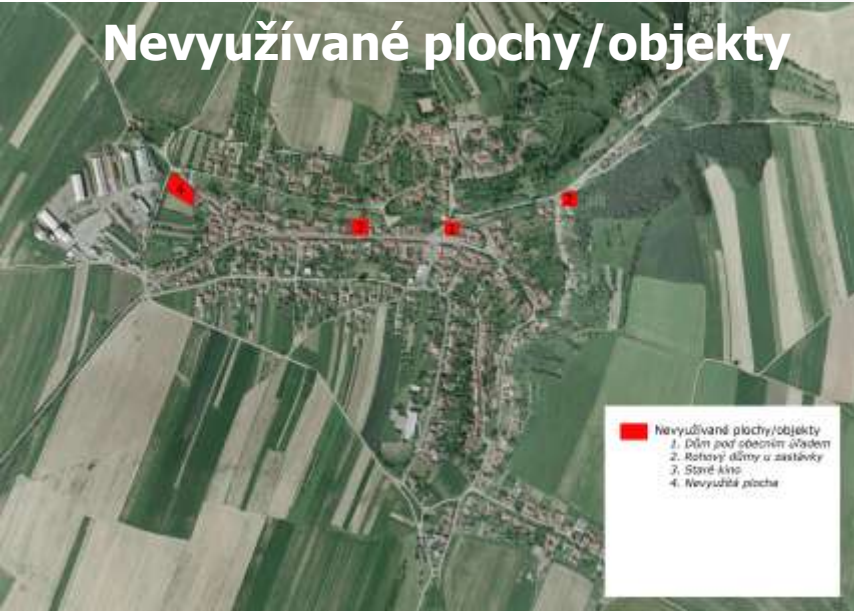 Nevyužívané plochy/objekty
Nevyužívané plochy/objekty
1. Dům pod obecním úřadem
2. Rohový dům u zastávky
3. Staré kino
4. Nevyužitá plocha